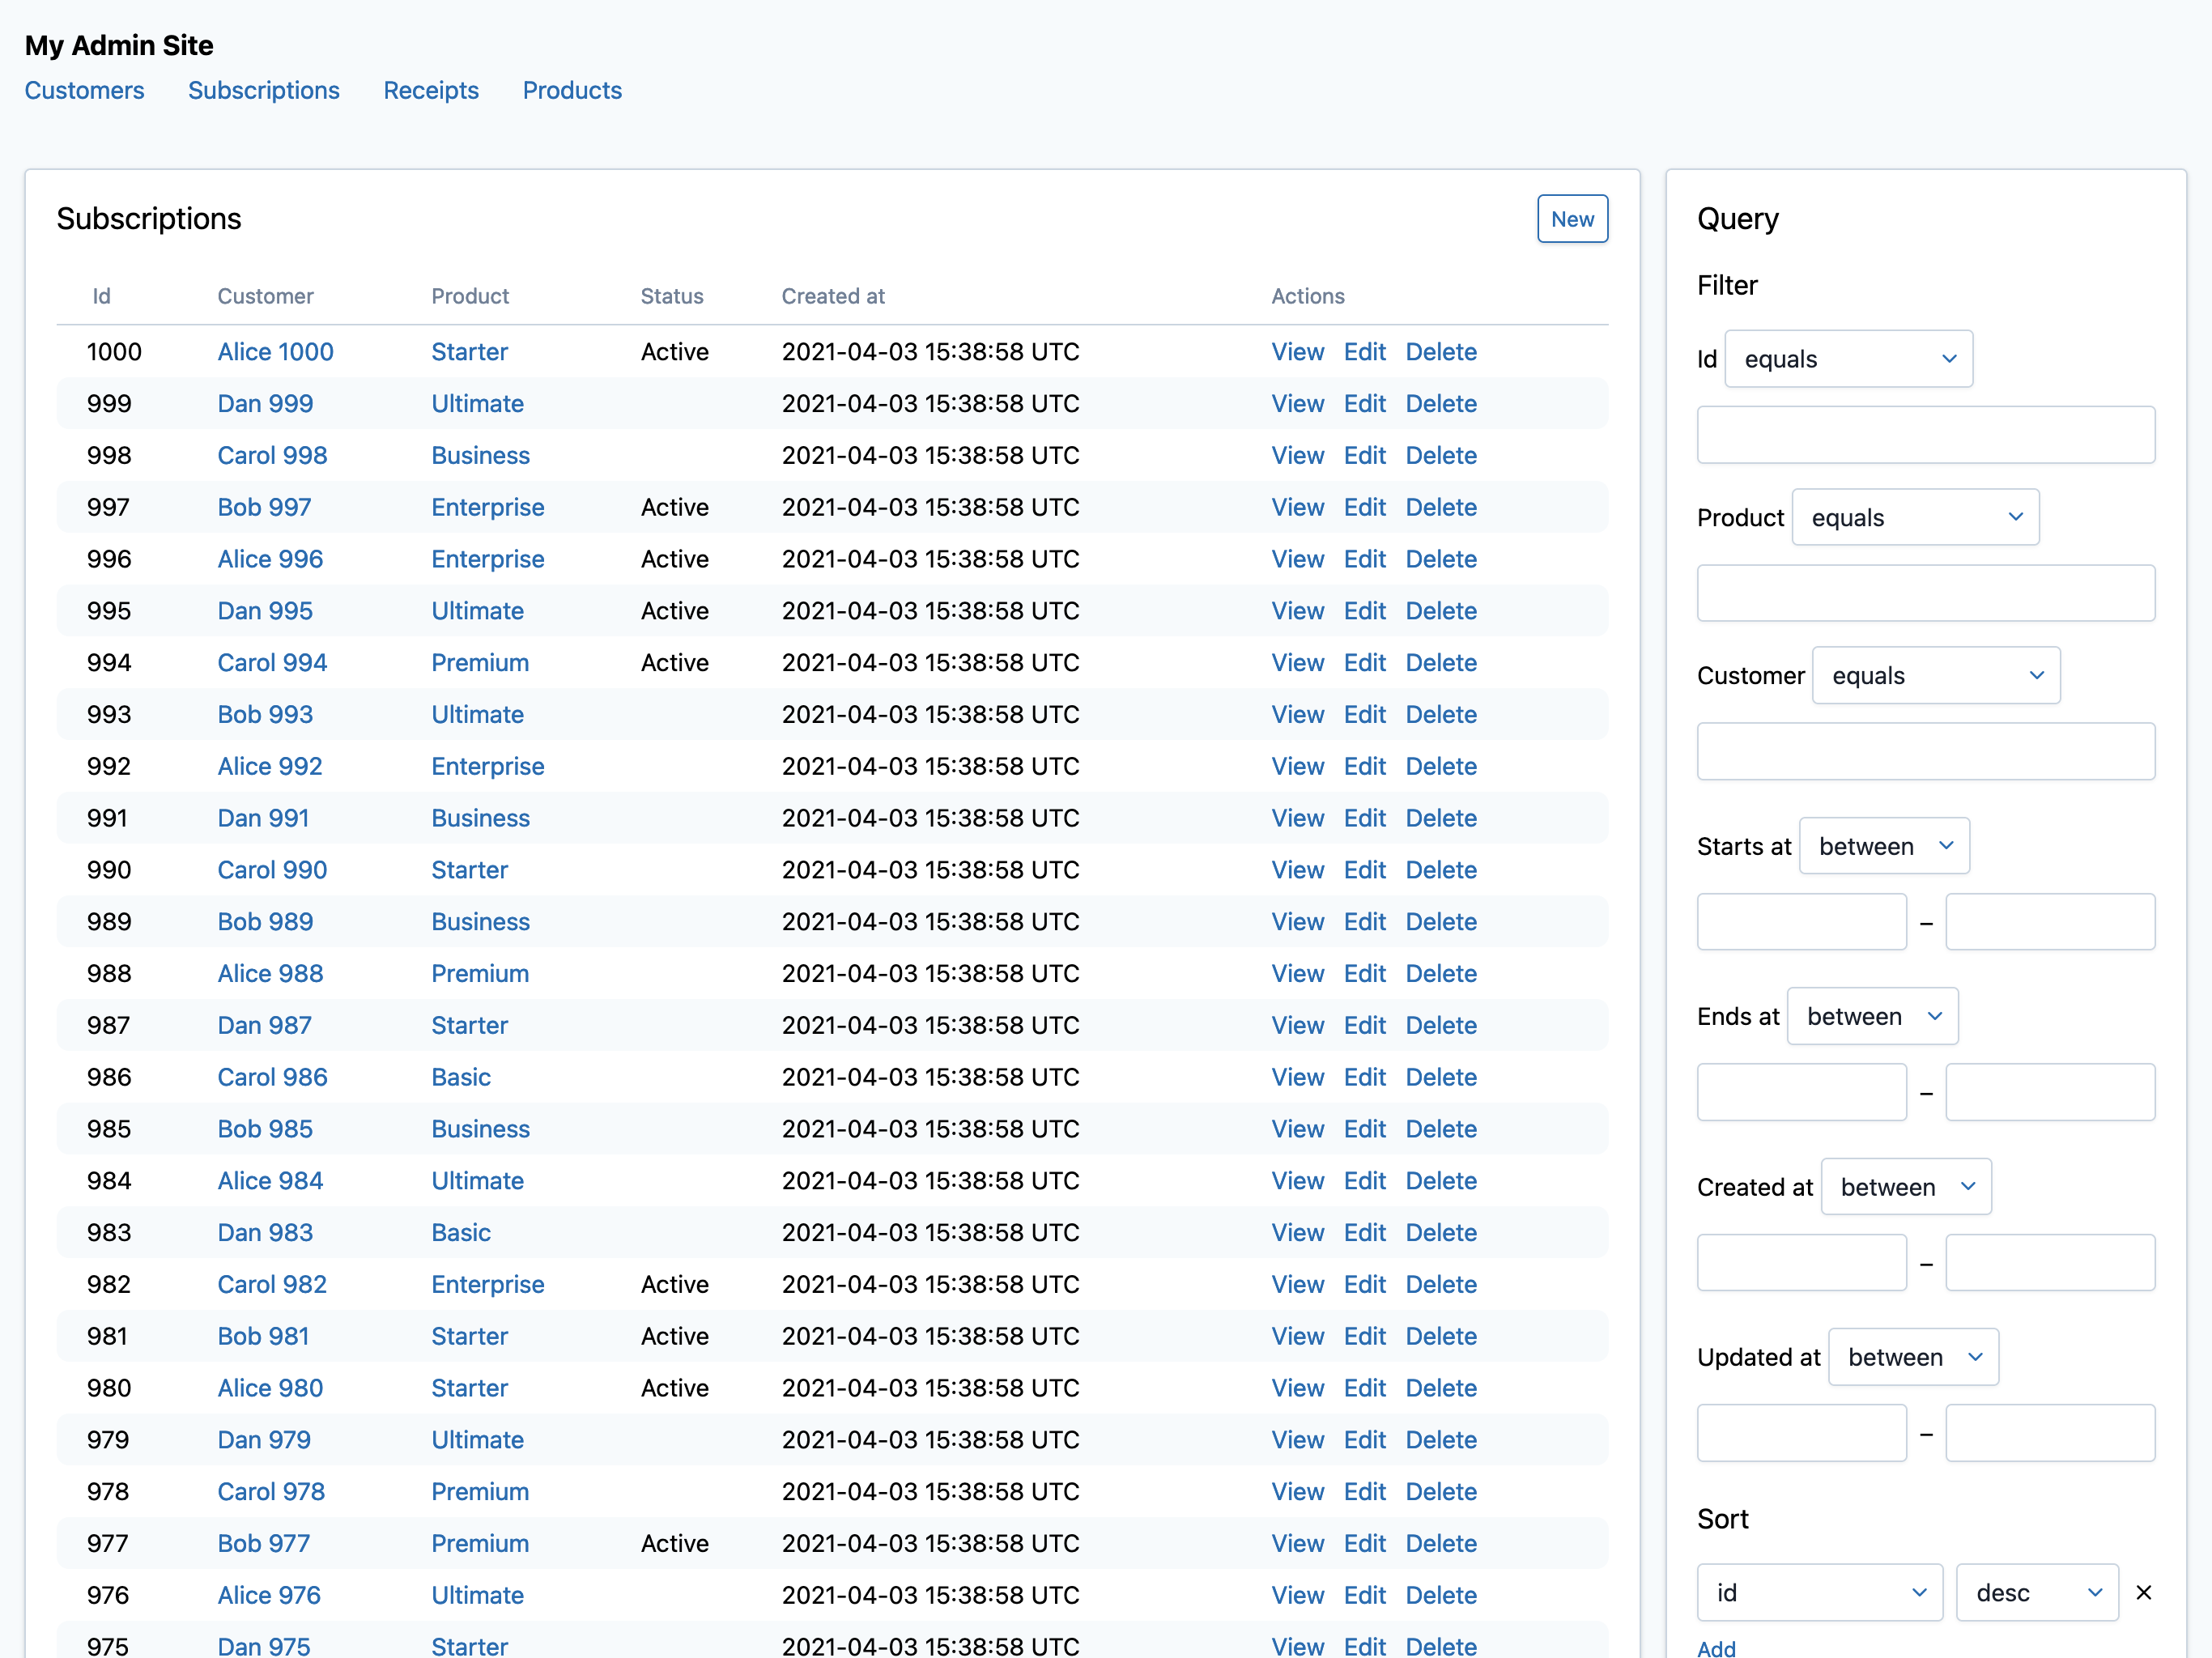 My Admin Site
Customers Subscriptions Receipts Products
Subscriptions New
Id Customer Product Status Created at Actions
1000 Alice 1000 Starter Active 2021-04-03 15:38:58 UTC View Edit Delete
999 Dan 999 Ultimate 2021-04-03 15:38:58 UTC View Edit Delete
998 Carol 998 Business 2021-04-03 15:38:58 UTC View Edit Delete
997 Bob 997 Enterprise Active 2021-04-03 15:38:58 UTC View Edit Delete
996 Alice 996 Enterprise Active 2021-04-03 15:38:58 UTC View Edit Delete
995 Dan 995 Ultimate Active 2021-04-03 15:38:58 UTC View Edit Delete
994 Carol 994 Premium Active 2021-04-03 15:38:58 UTC View Edit Delete
993 Bob 993 Ultimate 2021-04-03 15:38:58 UTC View Edit Delete
992 Alice 992 Enterprise 2021-04-03 15:38:58 UTC View Edit Delete
991 Dan 991 Business 2021-04-03 15:38:58 UTC View Edit Delete
990 Carol 990 Starter 2021-04-03 15:38:58 UTC View Edit Delete
989 Bob 989 Business 2021-04-03 15:38:58 UTC View Edit Delete
988 Alice 988 Premium 2021-04-03 15:38:58 UTC View Edit Delete
987 Dan 987 Starter 2021-04-03 15:38:58 UTC View Edit Delete
986 Carol 986 Basic 2021-04-03 15:38:58 UTC View Edit Delete
985 Bob 985 Business 2021-04-03 15:38:58 UTC View Edit Delete
984 Alice 984 Ultimate 2021-04-03 15:38:58 UTC View Edit Delete
983 Dan 983 Basic 2021-04-03 15:38:58 UTC View Edit Delete
982 Carol 982 Enterprise Active 2021-04-03 15:38:58 UTC View Edit Delete
981 Bob 981 Starter Active 2021-04-03 15:38:58 UTC View Edit Delete
980 Alice 980 Starter Active 2021-04-03 15:38:58 UTC View Edit Delete
979 Dan 979 Ultimate 2021-04-03 15:38:58 UTC View Edit Delete
978 Carol 978 Premium 2021-04-03 15:38:58 UTC View Edit Delete
977 Bob 977 Premium Active 2021-04-03 15:38:58 UTC View Edit Delete
976 Alice 976 Ultimate 2021-04-03 15:38:58 UTC View Edit Delete
975 Dan 975 Starter 2021-04-03 15:38:58 UTC View Edit Delete
Query
Filter
Id equals
Product equals
Customer equals
Starts at between
–
Ends at between
–
Created at between
–
Updated at between
–
Sort
id desc ×
Add